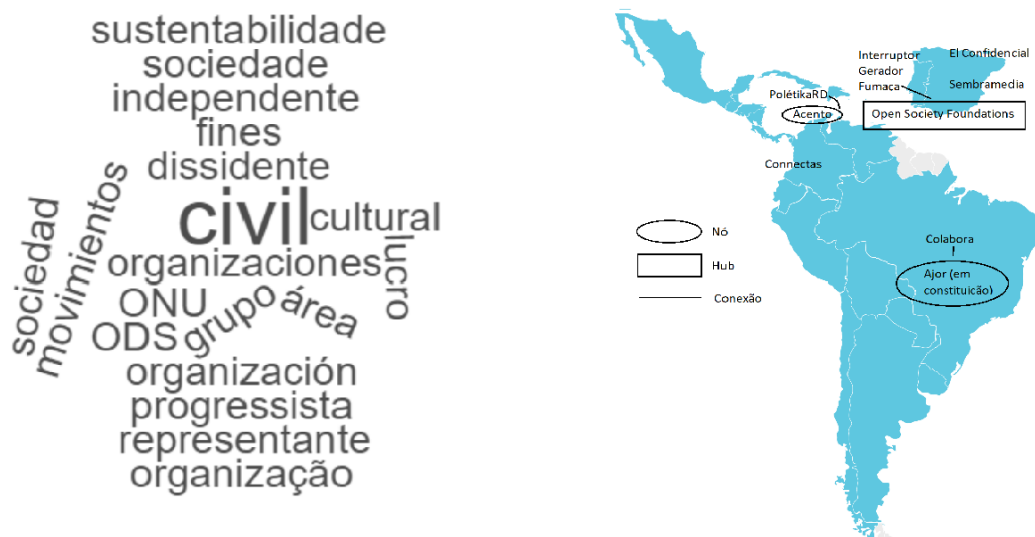 sustentabilidade
sociedade
independente
fines
dissidente
civil cultural
sociedad
movimientos
organizaciones
lucro
ONU
grupo área
ODS
organización
progressista
representante
organização
Interruptor
Gerador
Fumaça
El Confidencial
Sembramedia
PolétikaRD
Acento
Open Society Foundations
Connectas
Nó
Hub
Conexão
Colabora
Ajor (em
constituicão)